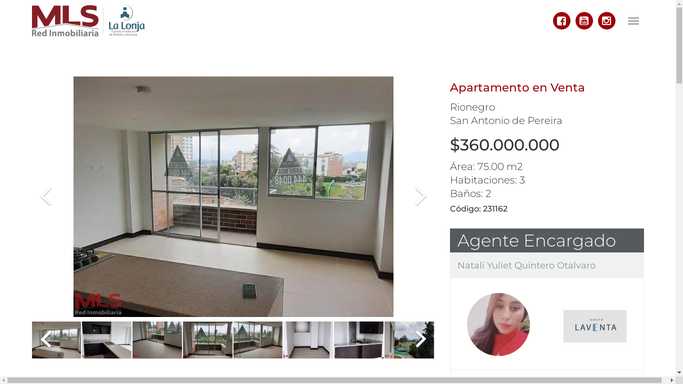 MLS
Red Inmobiliaria
La Lonja
Apartamento en Venta
Rionegro
San Antonio de Pereira
$360.000.000
Área: 75.00 m2
Habitaciones: 3
Baños: 2
Código: 231162
Agente Encargado
Natali Yuliet Quintero Otalvaro
MLS
Red Inmobiliaria
GRUPO
LAVENTA